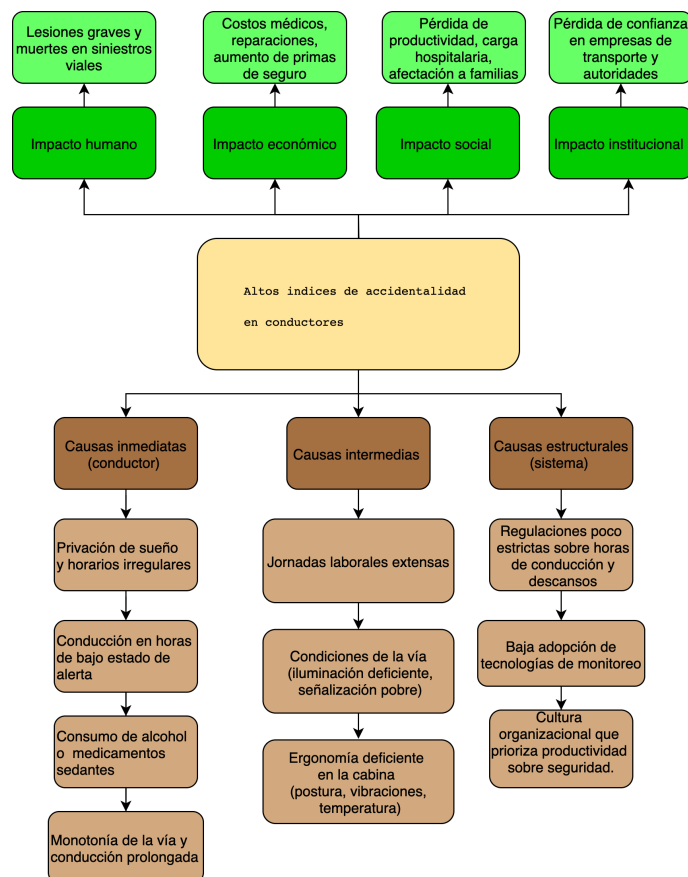 Lesiones graves y
muertes en siniestros
viales
Costos médicos,
reparaciones,
aumento de primas
de seguro
Pérdida de
productividad, carga
hospitalaria,
afectación a familias
Pérdida de confianza
en empresas de
transporte y
autoridades
Impacto humano
Impacto económico
Impacto social
Impacto institucional
Altos indices de accidentalidad
en conductores
Causas inmediatas
(conductor)
Causas intermedias
Causas estructurales
(sistema)
Privación de sueño
y horarios irregulares
Conducción en horas
de bajo estado de
alerta
Consumo de alcohol
o medicamentos
sedantes
Monotonía de la vía y
conducción prolongada
Jornadas laborales extensas
Condiciones de la vía
(iluminación deficiente,
señalización pobre)
Ergonomía deficiente
en la cabina
(postura, vibraciones,
temperatura)
Regulaciones poco
estrictas sobre horas
de conducción y
descansos
Baja adopción de
tecnologías de monitoreo
Cultura
organizacional que
prioriza productividad
sobre seguridad.